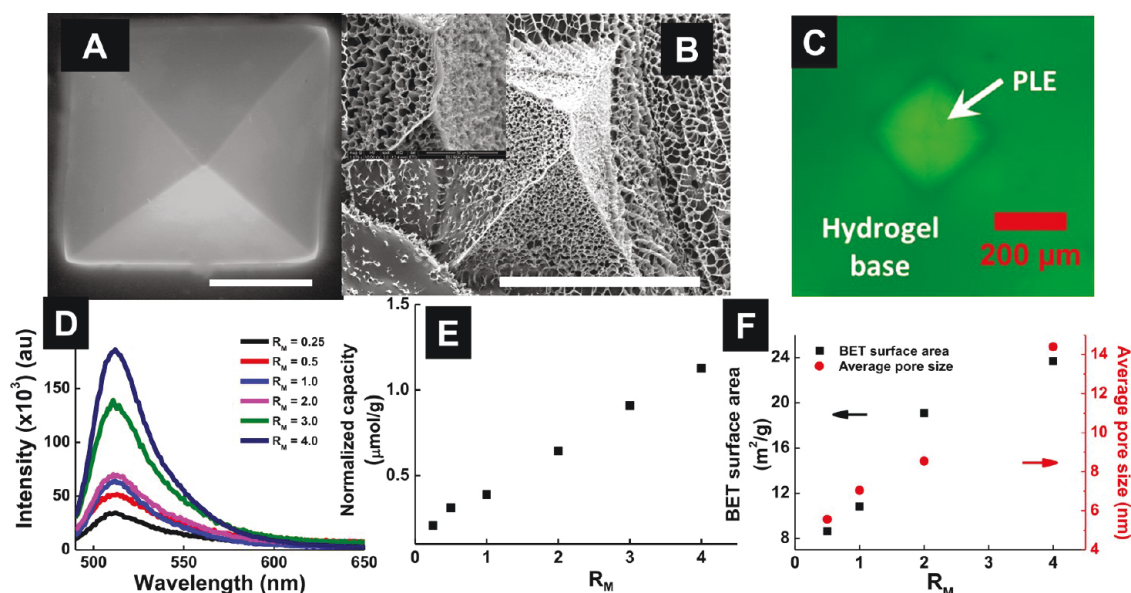 A
B
C
PLE
Hydrogel
base
200 µm
D
Intensity (x10³) (au)
150
100
50
0
500
550
600
650
Wavelength (nm)
R_M = 0.25
R_M = 0.5
R_M = 1.0
R_M = 2.0
R_M = 3.0
R_M = 4.0
E
Normalized capacity
(µmol/g)
1.5
1.0
0.5
0
1
2
3
4
R_M
F
BET surface area
(m²/g)
24
20
16
12
8
BET surface area
Average pore size
0
1
2
3
4
R_M
14
12
10
8
6
4
Average pore size (nm)